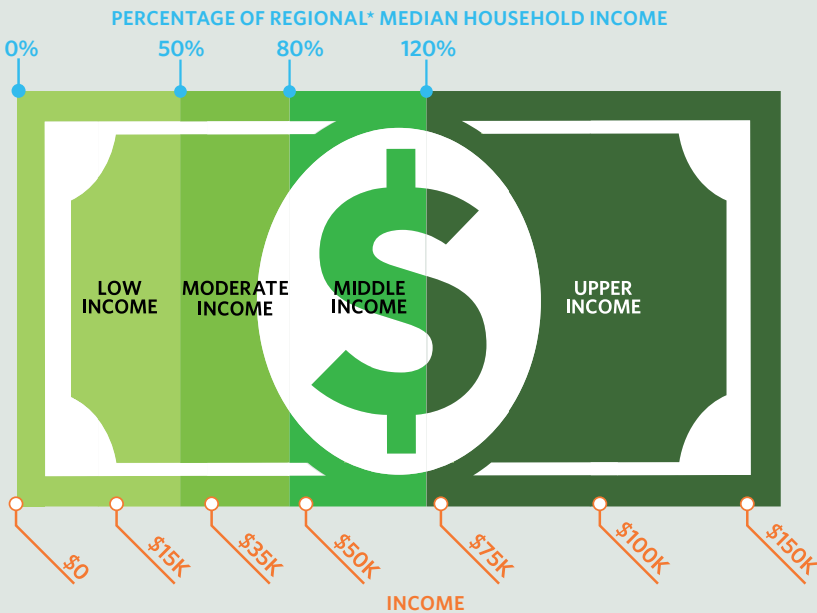 PERCENTAGE OF REGIONAL* MEDIAN HOUSEHOLD INCOME
0% 50% 80% 120%
LOW INCOME
MODERATE INCOME
MIDDLE INCOME
UPPER INCOME
$
$0 $15K $35K $50K $75K $100K $150K
INCOME